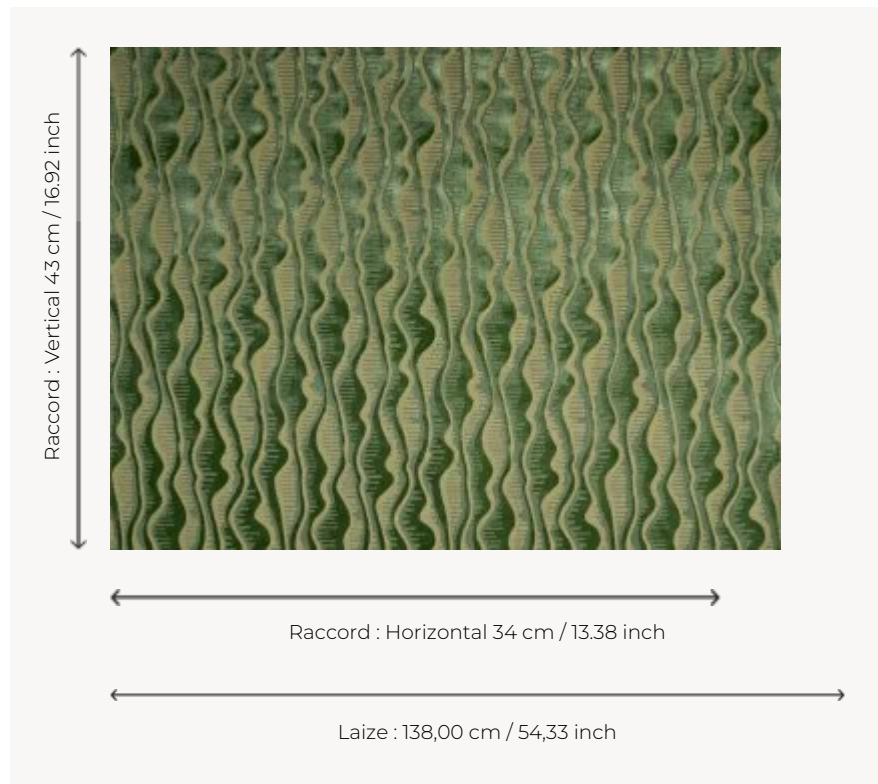 Raccord : Vertical 43 cm / 16.92 inch
Raccord : Horizontal 34 cm / 13.38 inch
Laize : 138,00 cm / 54,33 inch